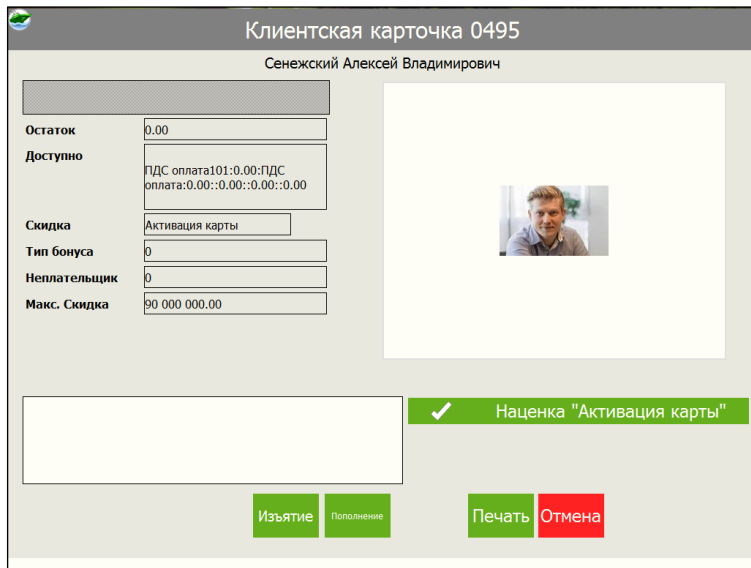 Клиентская карточка 0495
Сенежский Алексей Владимирович
Остаток 0.00
Доступно ПДС оплата101:0.00:ПДС
оплата:0.00::0.00::0.00::0.00
Скидка Активация карты
Тип бонуса 0
Неплательщик 0
Макс. Скидка 90 000 000.00
Наценка "Активация карты"
Изъятие Пополнение Печать Отмена